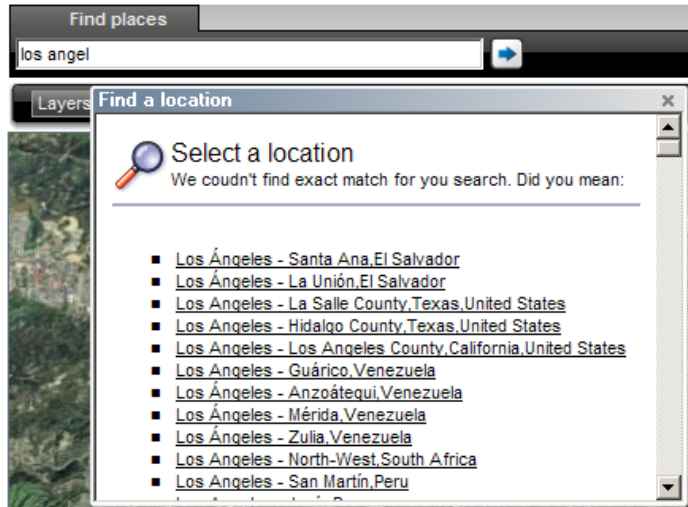 Find places
los angel
Layers
Find a location
Select a location
We coudn't find exact match for you search. Did you mean:
Los Ángeles - Santa Ana,El Salvador
Los Ángeles - La Unión,El Salvador
Los Angeles - La Salle County,Texas,United States
Los Angeles - Hidalgo County,Texas,United States
Los Angeles - Los Angeles County,California,United States
Los Ángeles - Guárico,Venezuela
Los Ángeles - Anzoátegui,Venezuela
Los Ángeles - Mérida,Venezuela
Los Ángeles - Zulia,Venezuela
Los Angeles - North-West,South Africa
Los Ángeles - San Martín,Peru